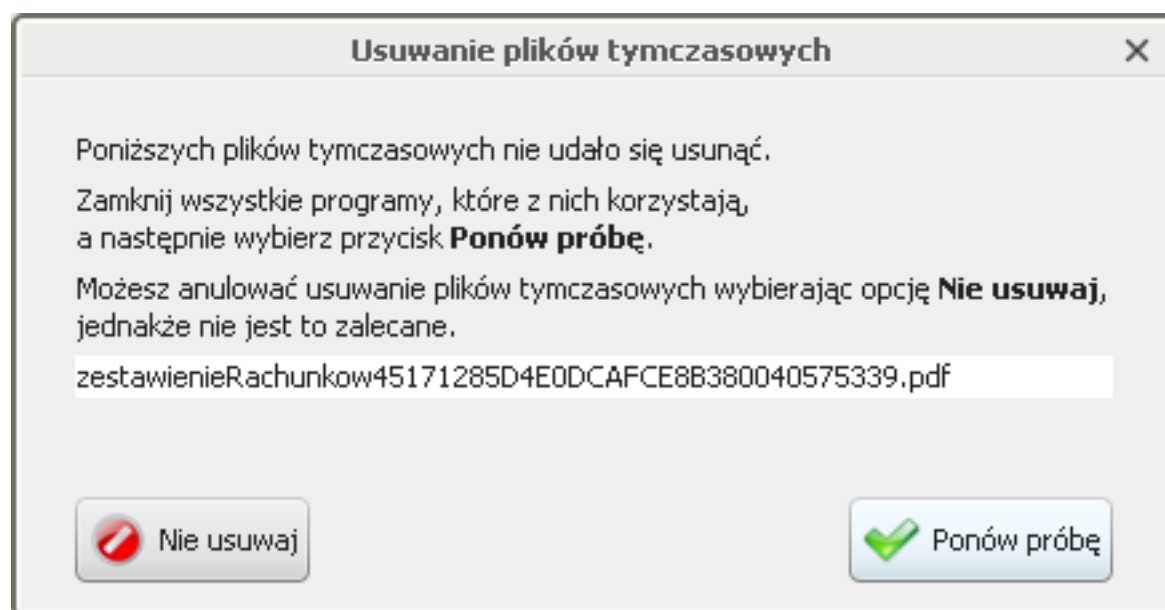 Usuwanie plików tymczasowych
Poniższych plików tymczasowych nie udało się usunąć.
Zamknij wszystkie programy, które z nich korzystają,
a następnie wybierz przycisk Ponów próbę.
Możesz anulować usuwanie plików tymczasowych wybierając opcję Nie usuwaj,
jednakże nie jest to zalecane.
zestawienieRachunkow45171285D4E0DCAFCE8B380040575339.pdf
Nie usuwaj
Ponów próbę